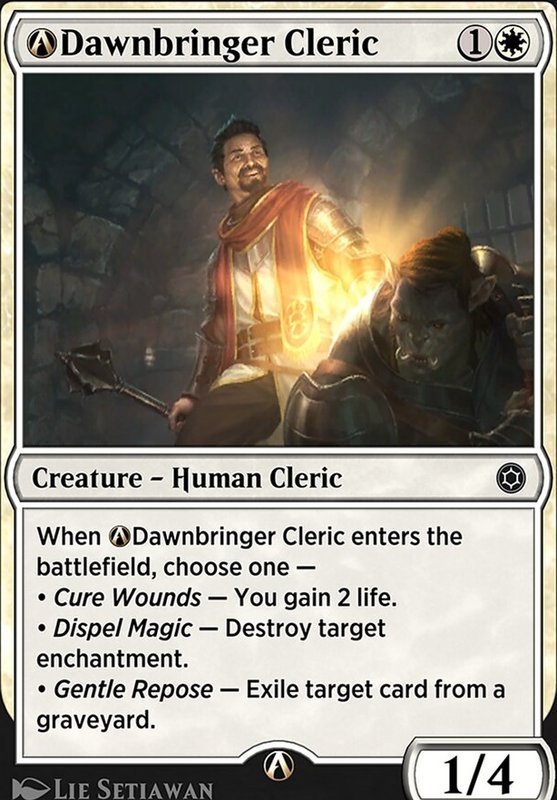 Dawnbringer Cleric 1
Creature – Human Cleric
When Dawnbringer Cleric enters the
battlefield, choose one —
• Cure Wounds — You gain 2 life.
• Dispel Magic — Destroy target
enchantment.
• Gentle Repose — Exile target card from a
graveyard.
1/4
Lie Setiawan